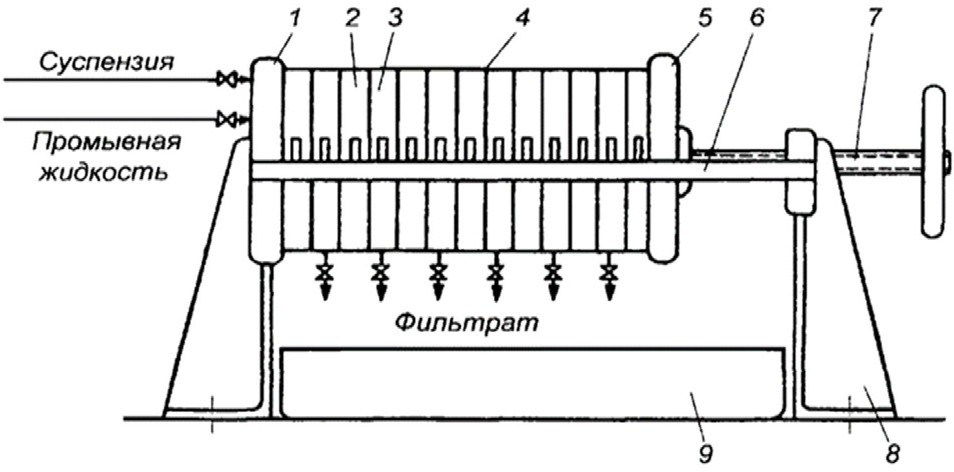 1 2 3 4 5 6 7
Суспензия
Промывная
жидкость
Фильтрат
9 8